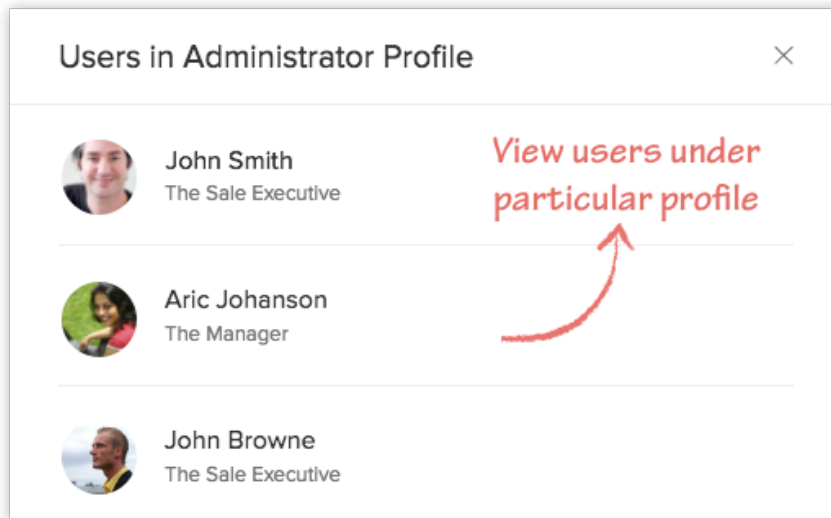 Users in Administrator Profile
John Smith
The Sale Executive
View users under
particular profile
Aric Johanson
The Manager
John Browne
The Sale Executive